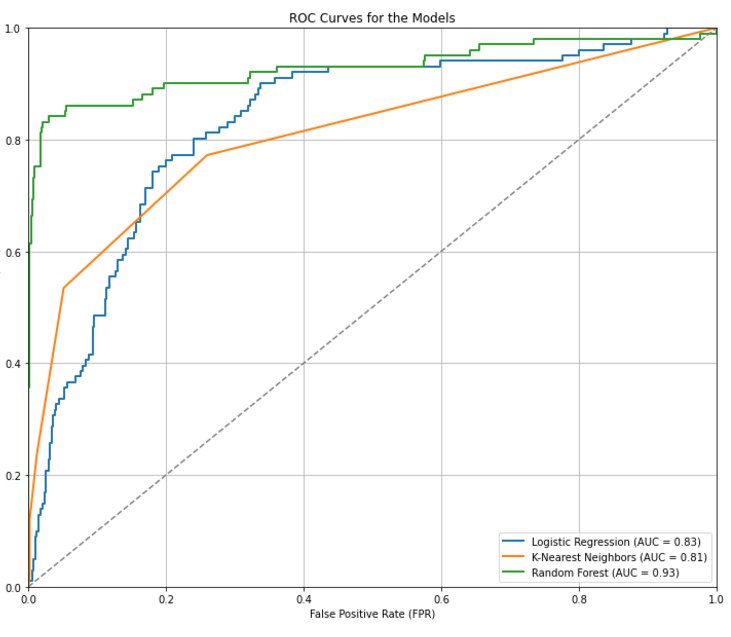 ROC Curves for the Models
1.0
0.8
0.6
0.4
0.2
0.0
Logistic Regression (AUC = 0.83)
K-Nearest Neighbors (AUC = 0.81)
Random Forest (AUC = 0.93)
0.0 0.2 0.4 0.6 0.8 1.0
False Positive Rate (FPR)